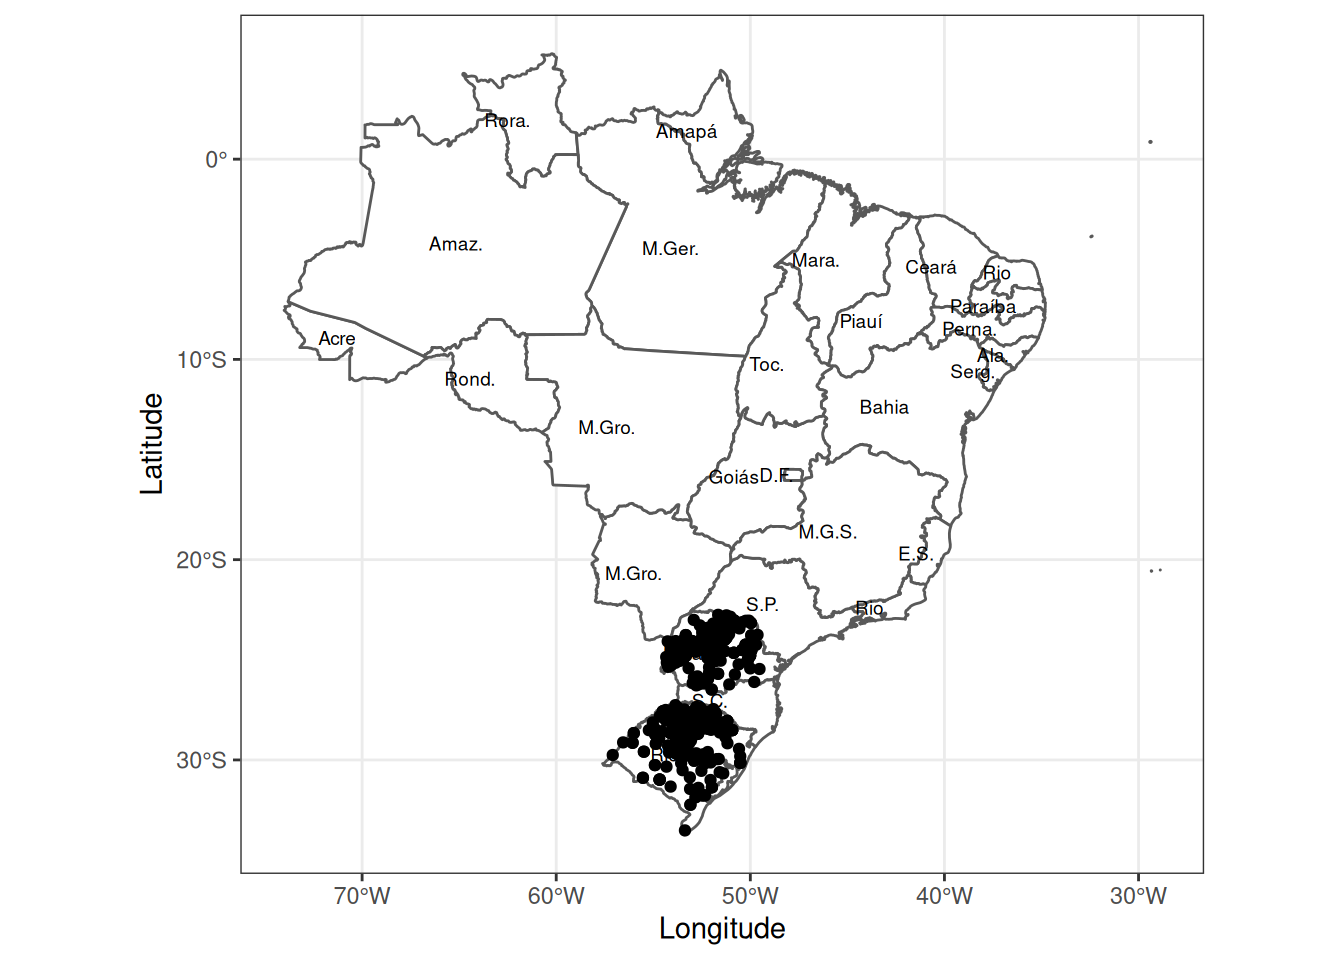 Rora.
Amapá
0°
Amaz.
M.Ger.
Mara.
Ceará
Rio
Paraíba
Piauí
Perna.
Acre
Ala.
10°S
Toc.
Serg.
Rond.
Bahia
M.Gro.
Goiás
D.F.
M.G.S.
E.S.
20°S
M.Gro.
S.P.
Rio
S.C.
30°S
70°W
60°W
50°W
40°W
30°W
Longitude
Latitude